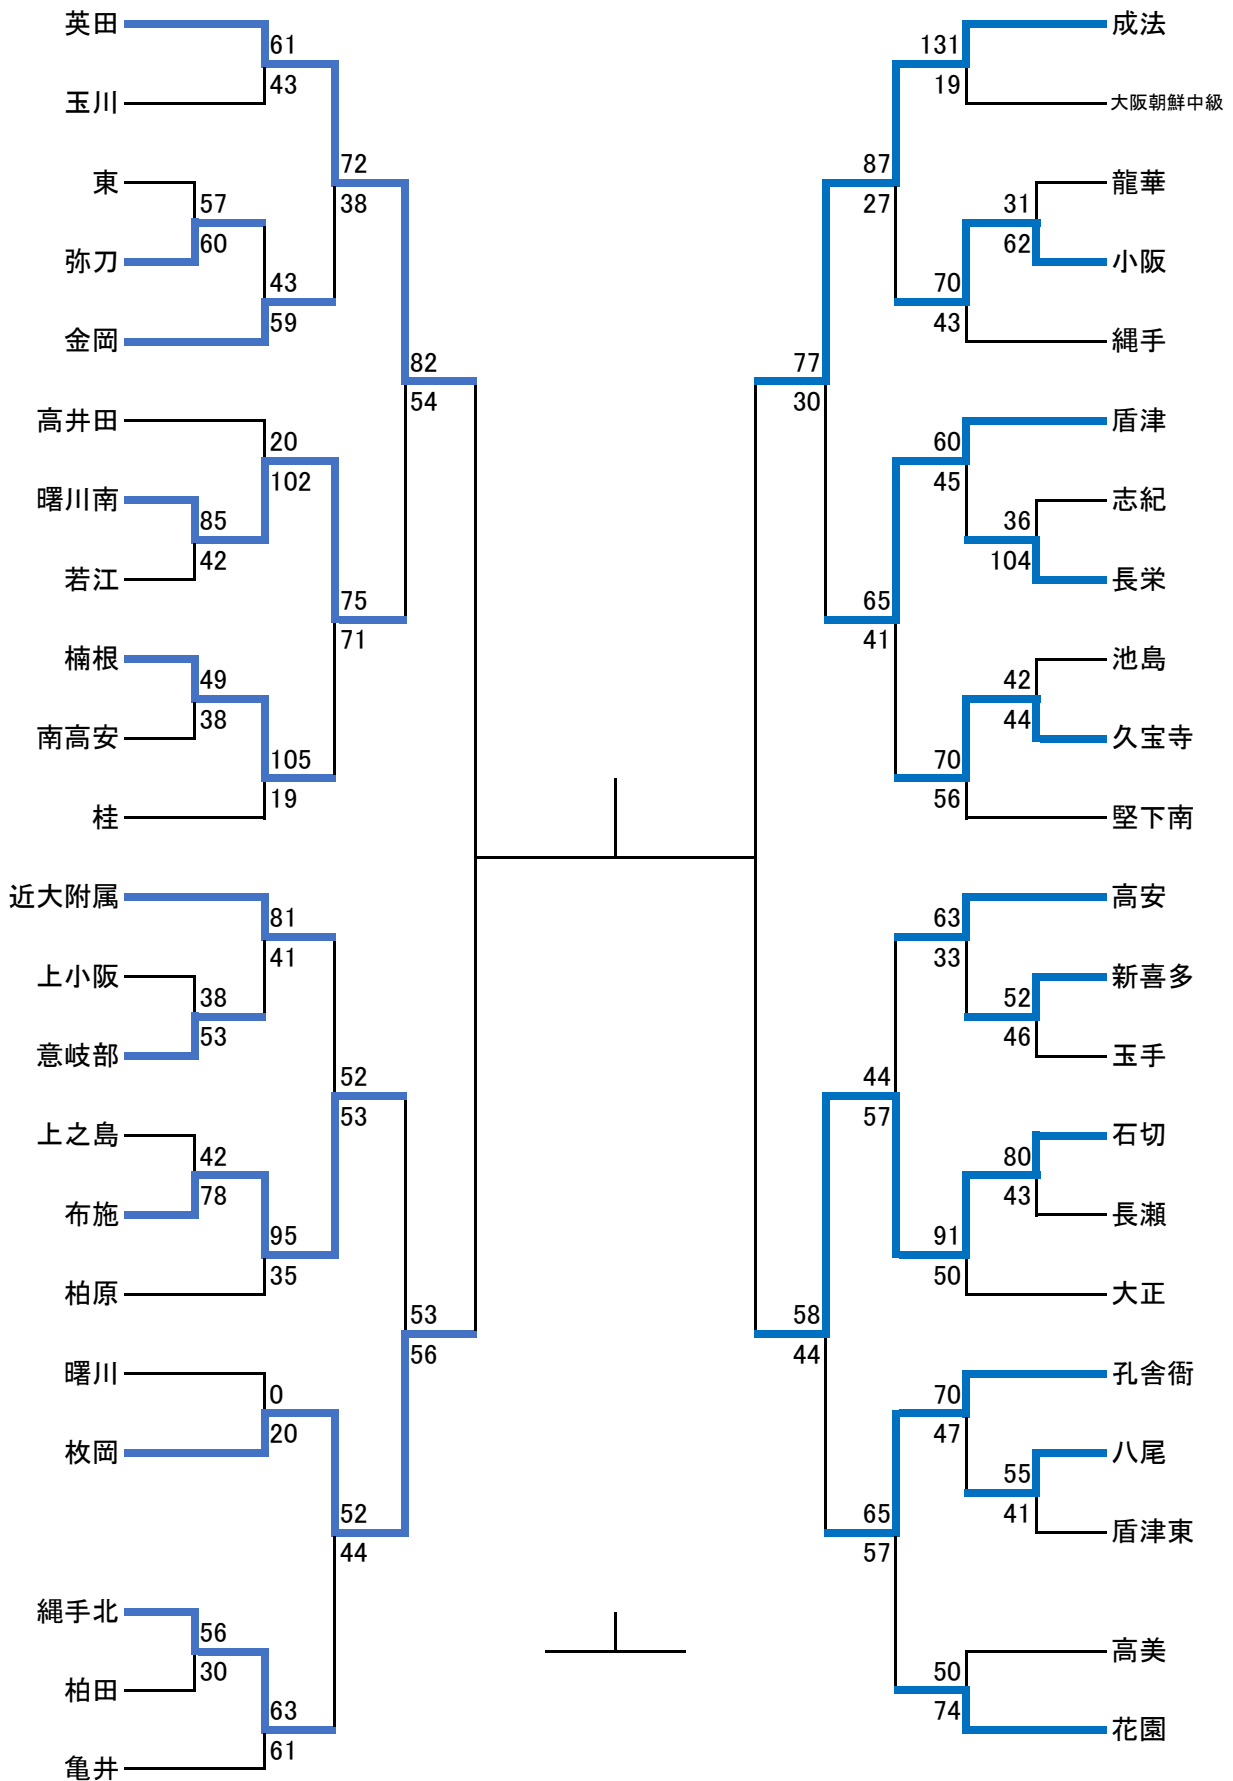 英田
61
43
玉川
72
38
東
57
60
弥刀
43
59
金岡
82
54
高井田
20
102
曙川南
85
42
若江
75
71
楠根
49
38
南高安
105
19
桂
近大附属
81
41
上小阪
38
53
意岐部
52
53
上之島
42
78
布施
95
35
柏原
53
56
曙川
0
20
枚岡
52
44
縄手北
56
30
柏田
63
61
亀井
成法
131
19
大阪朝鮮中級
87
27
龍華
31
62
小阪
70
43
縄手
77
30
盾津
60
45
志紀
36
104
長栄
65
41
池島
42
44
久宝寺
70
56
堅下南
高安
63
33
新喜多
52
46
玉手
44
57
石切
80
43
長瀬
91
50
大正
58
44
孔舎衙
70
47
八尾
55
41
盾津東
65
57
高美
50
74
花園